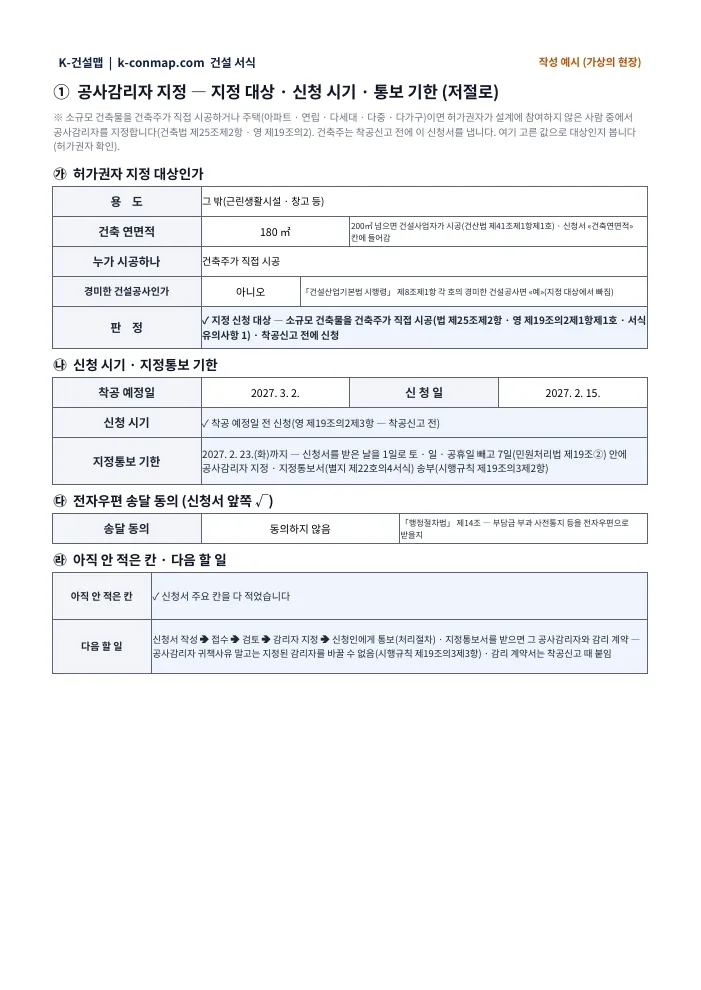 K-건설맵 | k-conmap.com 건설 서식
작성 예시 (가상의 현장)
① 공사감리자 지정 — 지정 대상 · 신청 시기 · 통보 기한 (저절로)
※ 소규모 건축물을 건축주가 직접 시공하거나 주택(아파트 · 연립 · 다세대 · 다중 · 다가구)이면 허가권자가 설계에 참여하지 않은 사람 중에서
공사감리자를 지정합니다(건축법 제25조제2항 · 영 제19조의2). 건축주는 착공신고 전에 이 신청서를 냅니다. 여기 고른 값으로 대상인지 봅니다
(허가권자 확인).
㉮ 허가권자 지정 대상인가
용 도
그 밖(근린생활시설 · 창고 등)
건축 연면적
180 ㎡
200㎡ 넘으면 건설사업자가 시공(건산법 제41조제1항제1호) · 신청서 «건축연면적»
칸에 들어감
누가 시공하나
건축주가 직접 시공
경미한 건설공사인가
아니오
「건설산업기본법 시행령」 제8조제1항 각 호의 경미한 건설공사면 «예»(지정 대상에서 빠짐)
판 정
✓ 지정 신청 대상 — 소규모 건축물을 건축주가 직접 시공(법 제25조제2항 · 영 제19조의2제1항제1호 · 서식
유의사항 1) · 착공신고 전에 신청
㉯ 신청 시기 · 지정통보 기한
착공 예정일
2027. 3. 2.
신 청 일
2027. 2. 15.
신청 시기
✓ 착공 예정일 전 신청(영 제19조의2제3항 — 착공신고 전)
지정통보 기한
2027. 2. 23.(화)까지 — 신청서를 받은 날을 1일로 토 · 일 · 공휴일 빼고 7일(민원처리법 제19조②) 안에
공사감리자 지정 · 지정통보서(별지 제22호의4서식) 송부(시행규칙 제19조의3제2항)
㉰ 전자우편 송달 동의 (신청서 앞쪽 √)
송달 동의
동의하지 않음
「행정절차법」 제14조 — 부담금 부과 사전통지 등을 전자우편으로
받을지
㉱ 아직 안 적은 칸 · 다음 할 일
아직 안 적은 칸
✓ 신청서 주요 칸을 다 적었습니다
다음 할 일
신청서 작성 🡺 접수 🡺 검토 🡺 감리자 지정 🡺 신청인에게 통보(처리절차) · 지정통보서를 받으면 그 공사감리자와 감리 계약 —
공사감리자 귀책사유 말고는 지정된 감리자를 바꿀 수 없음(시행규칙 제19조의3제3항) · 감리 계약서는 착공신고 때 붙임